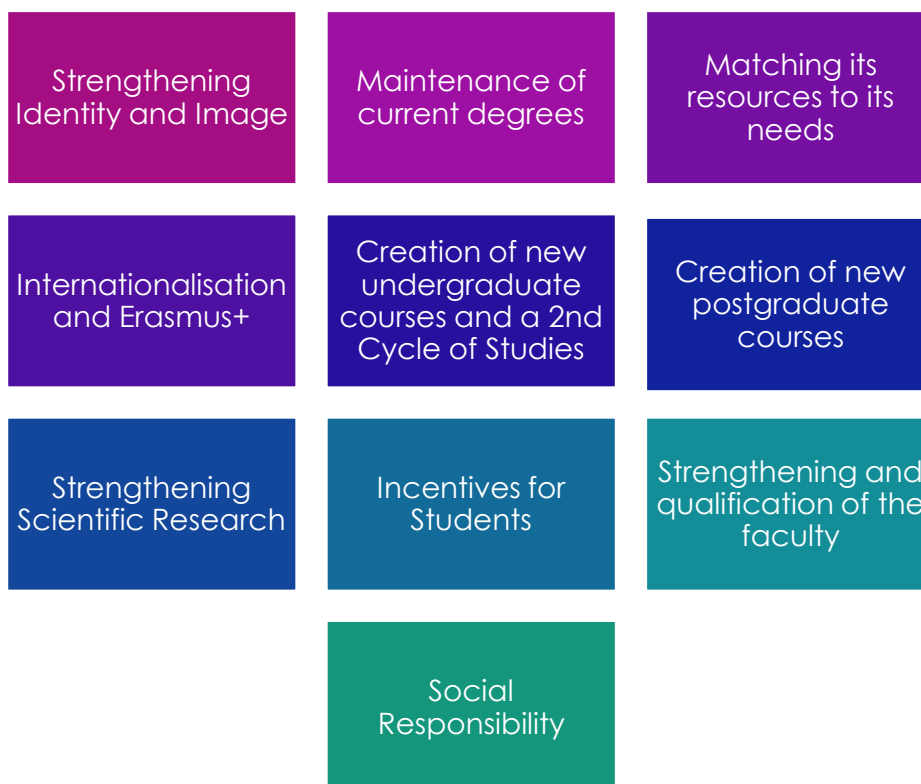 Strengthening
Identity and Image
Maintenance of
current degrees
Matching its
resources to its
needs
Internationalisation
and Erasmus+
Creation of new
undergraduate
courses and a 2nd
Cycle of Studies
Creation of new
postgraduate
courses
Strengthening
Scientific Research
Incentives for
Students
Strengthening and
qualification of the
faculty
Social
Responsibility